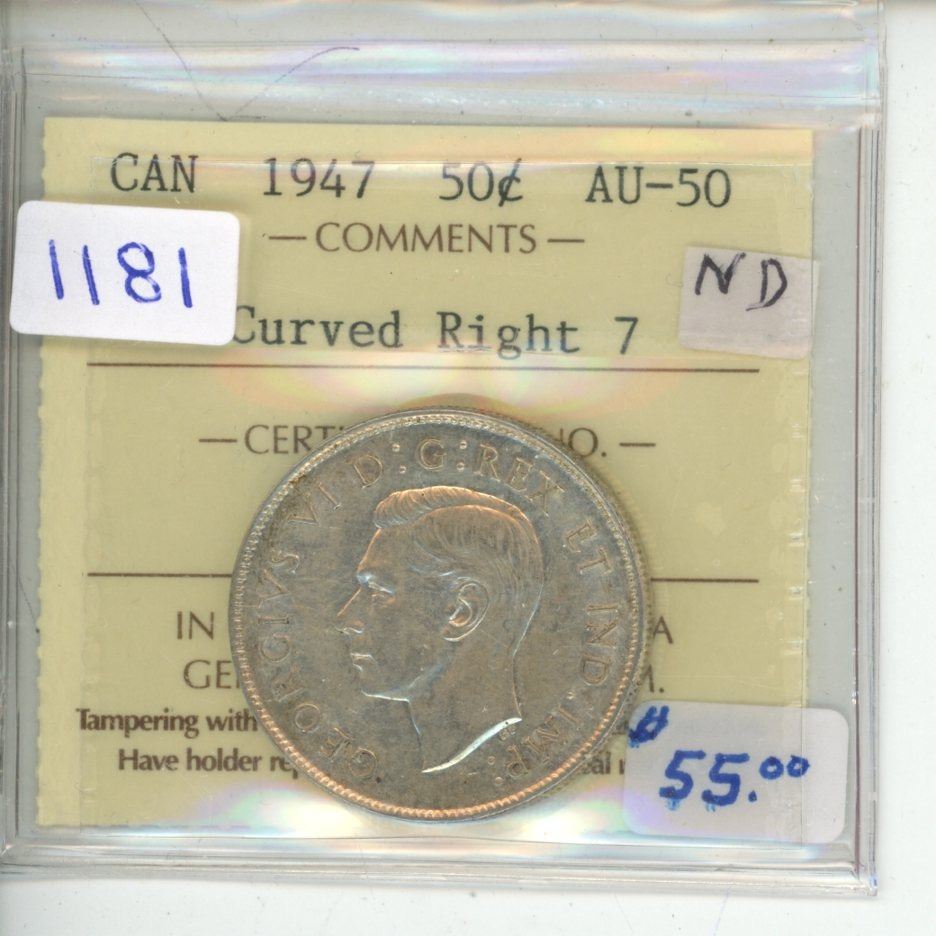 CAN 1947 50¢ AU-50
— COMMENTS —
1181
ND
Curved Right 7
— CERT NO. —
GEORGIVS VI D:G:REX ET IND:IMP:
IN A
GE M.
Tampering with
Have holder re
55.00